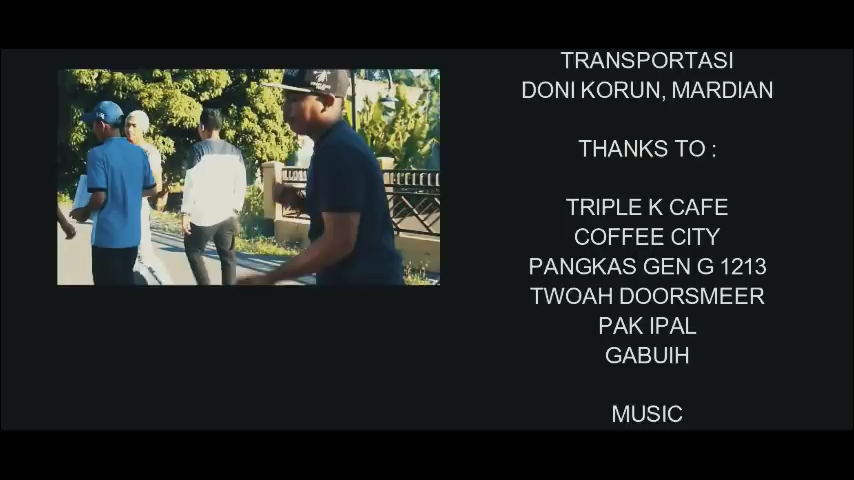 TRANSPORTASI
DONI KORUN, MARDIAN
THANKS TO :
TRIPLE K CAFE
COFFEE CITY
PANGKAS GEN G 1213
TWOAH DOORSMEER
PAK IPAL
GABUIH
MUSIC